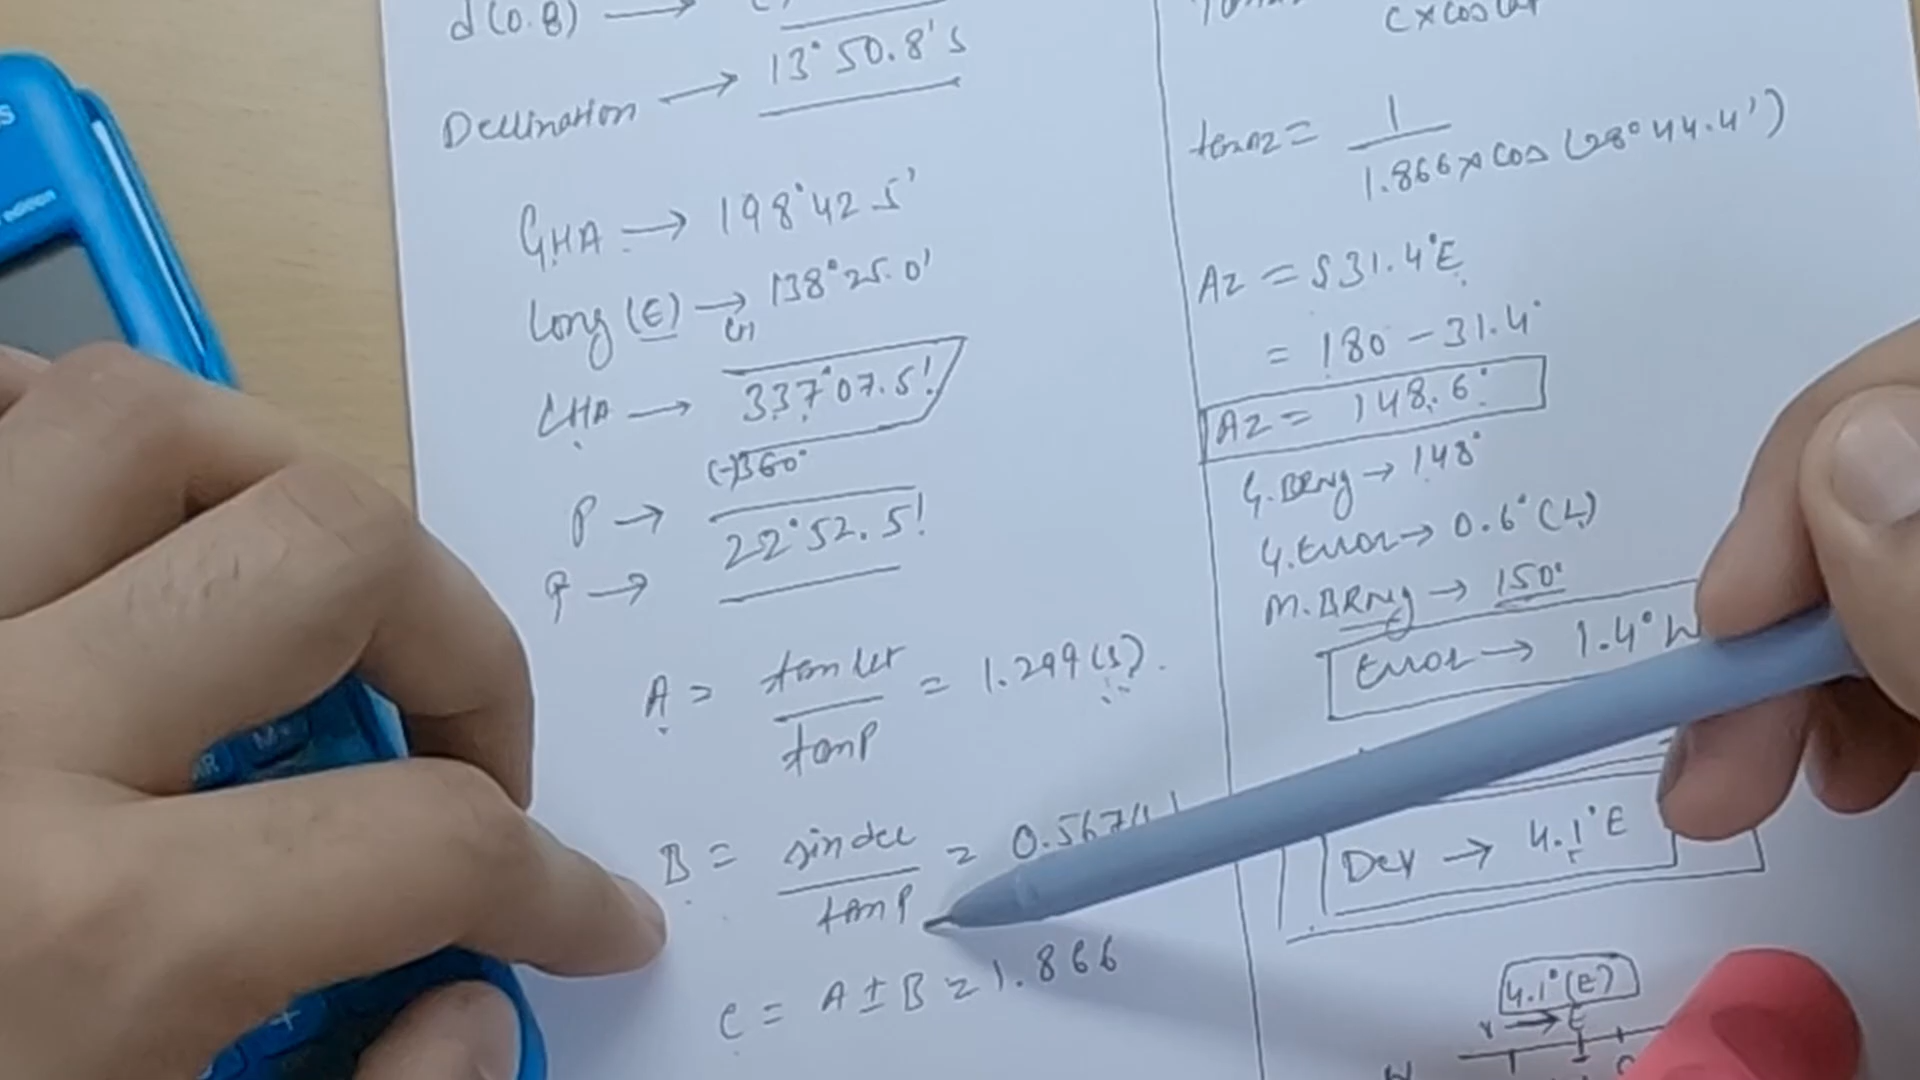 d(0.8) →
13° 50.8' S
Declination →
GHA → 198° 42.5'
Long (E) → 138° 25.0'
(+)
LHA → 337° 07.5'
(-) 360°
P → 22° 52.5'
A = tan lat / tan P = 1.299 (S).
B = sin dec / tan P = 0.567
C = A ± B = 1.866
C x cos lat
tan Az = 1 / 1.866 x cos (28° 44.4')
Az = S 31.4° E
= 180 - 31.4°
Az = 148.6°
G.BRNg → 148°
G.Error → 0.6° (L)
M.BRNg → 150°
Error → 1.4° W
Dev → 4.1° E
4.1° (E)
E
W
edition
M+
+